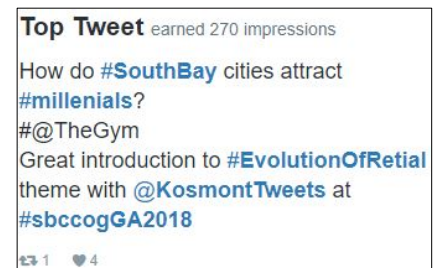 Top Tweet earned 270 impressions
How do #SouthBay cities attract
#millenials?
#@TheGym
Great introduction to #EvolutionOfRetial
theme with @KosmontTweets at
#sbccogGA2018
1 4